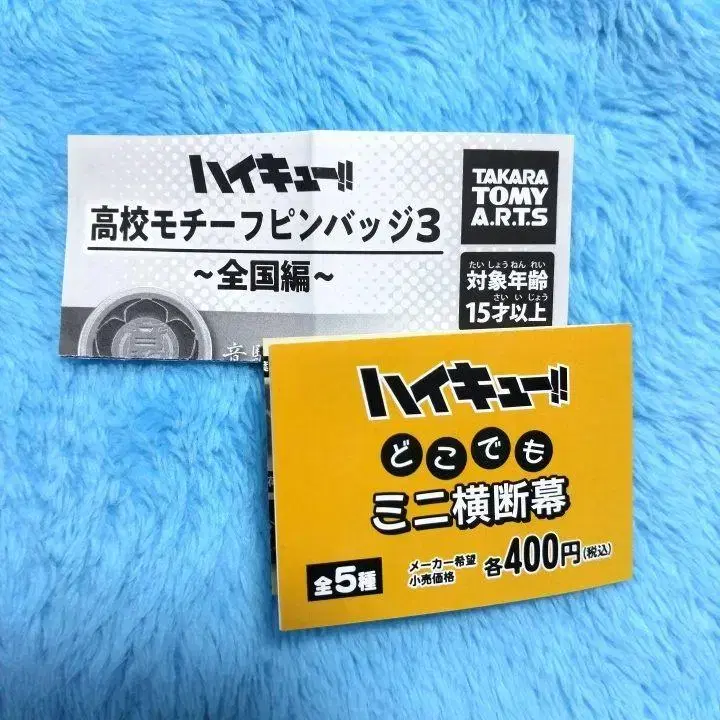 ハイキュー!!
高校モチーフピンバッジ3
~全国編~
TAKARA
TOMY
A.R.T.S
たいしょうねんれい
対象年齢
さいいじょう
15才以上
音駒
ハイキュー!!
どこでも
ミニ横断幕
全5種
メーカー希望
小売価格
各400円(税込)